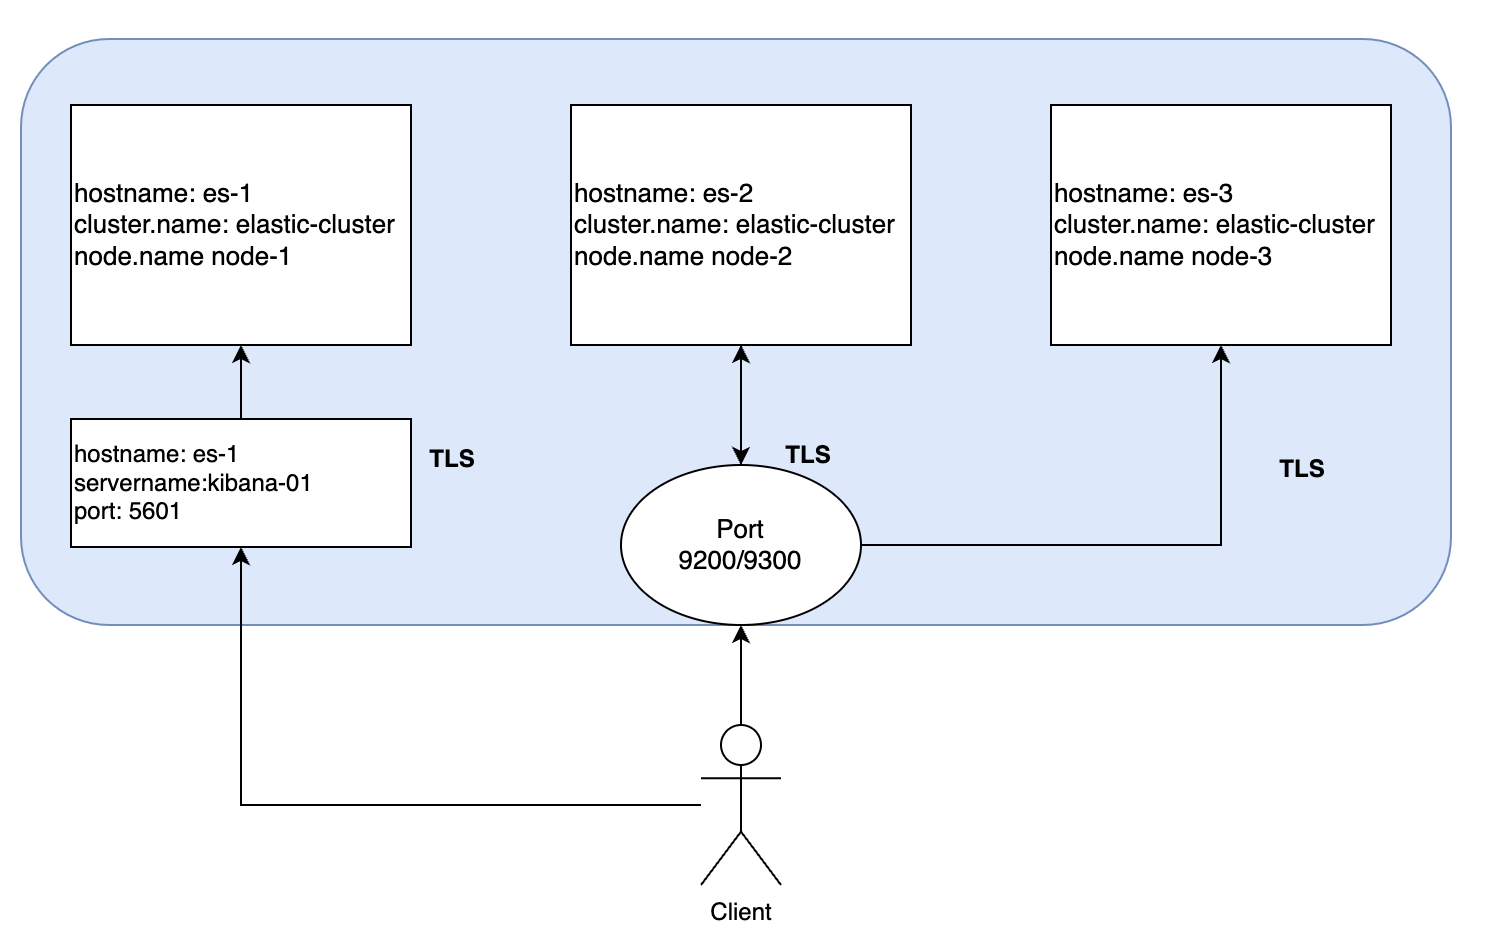 hostname: es-1
cluster.name: elastic-cluster
node.name node-1
hostname: es-2
cluster.name: elastic-cluster
node.name node-2
hostname: es-3
cluster.name: elastic-cluster
node.name node-3
hostname: es-1
servername:kibana-01
port: 5601
TLS
TLS
TLS
Port
9200/9300
Client